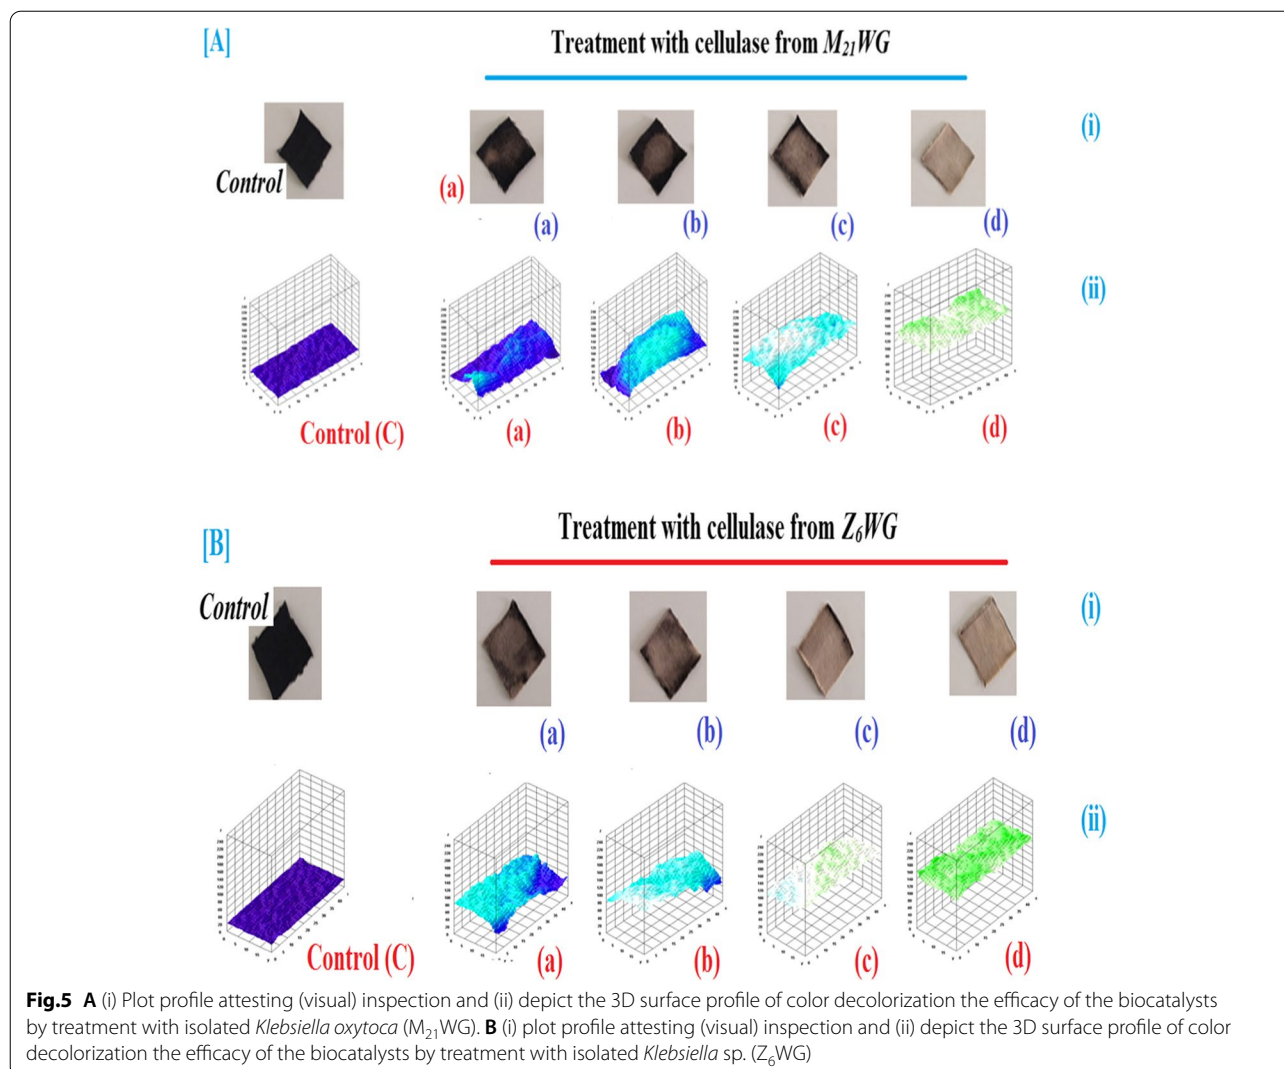 [A]
Treatment with cellulase from M21WG
(i)
Control
(a)
(a)
(b)
(c)
(d)
(ii)
Control (C)
(a)
(b)
(c)
(d)
[B]
Treatment with cellulase from Z6WG
Control
(i)
(a)
(b)
(c)
(d)
(ii)
Control (C)
(a)
(b)
(c)
(d)
Fig.5 A (i) Plot profile attesting (visual) inspection and (ii) depict the 3D surface profile of color decolorization the efficacy of the biocatalysts
by treatment with isolated Klebsiella oxytoca (M21WG). B (i) plot profile attesting (visual) inspection and (ii) depict the 3D surface profile of color
decolorization the efficacy of the biocatalysts by treatment with isolated Klebsiella sp. (Z6WG)